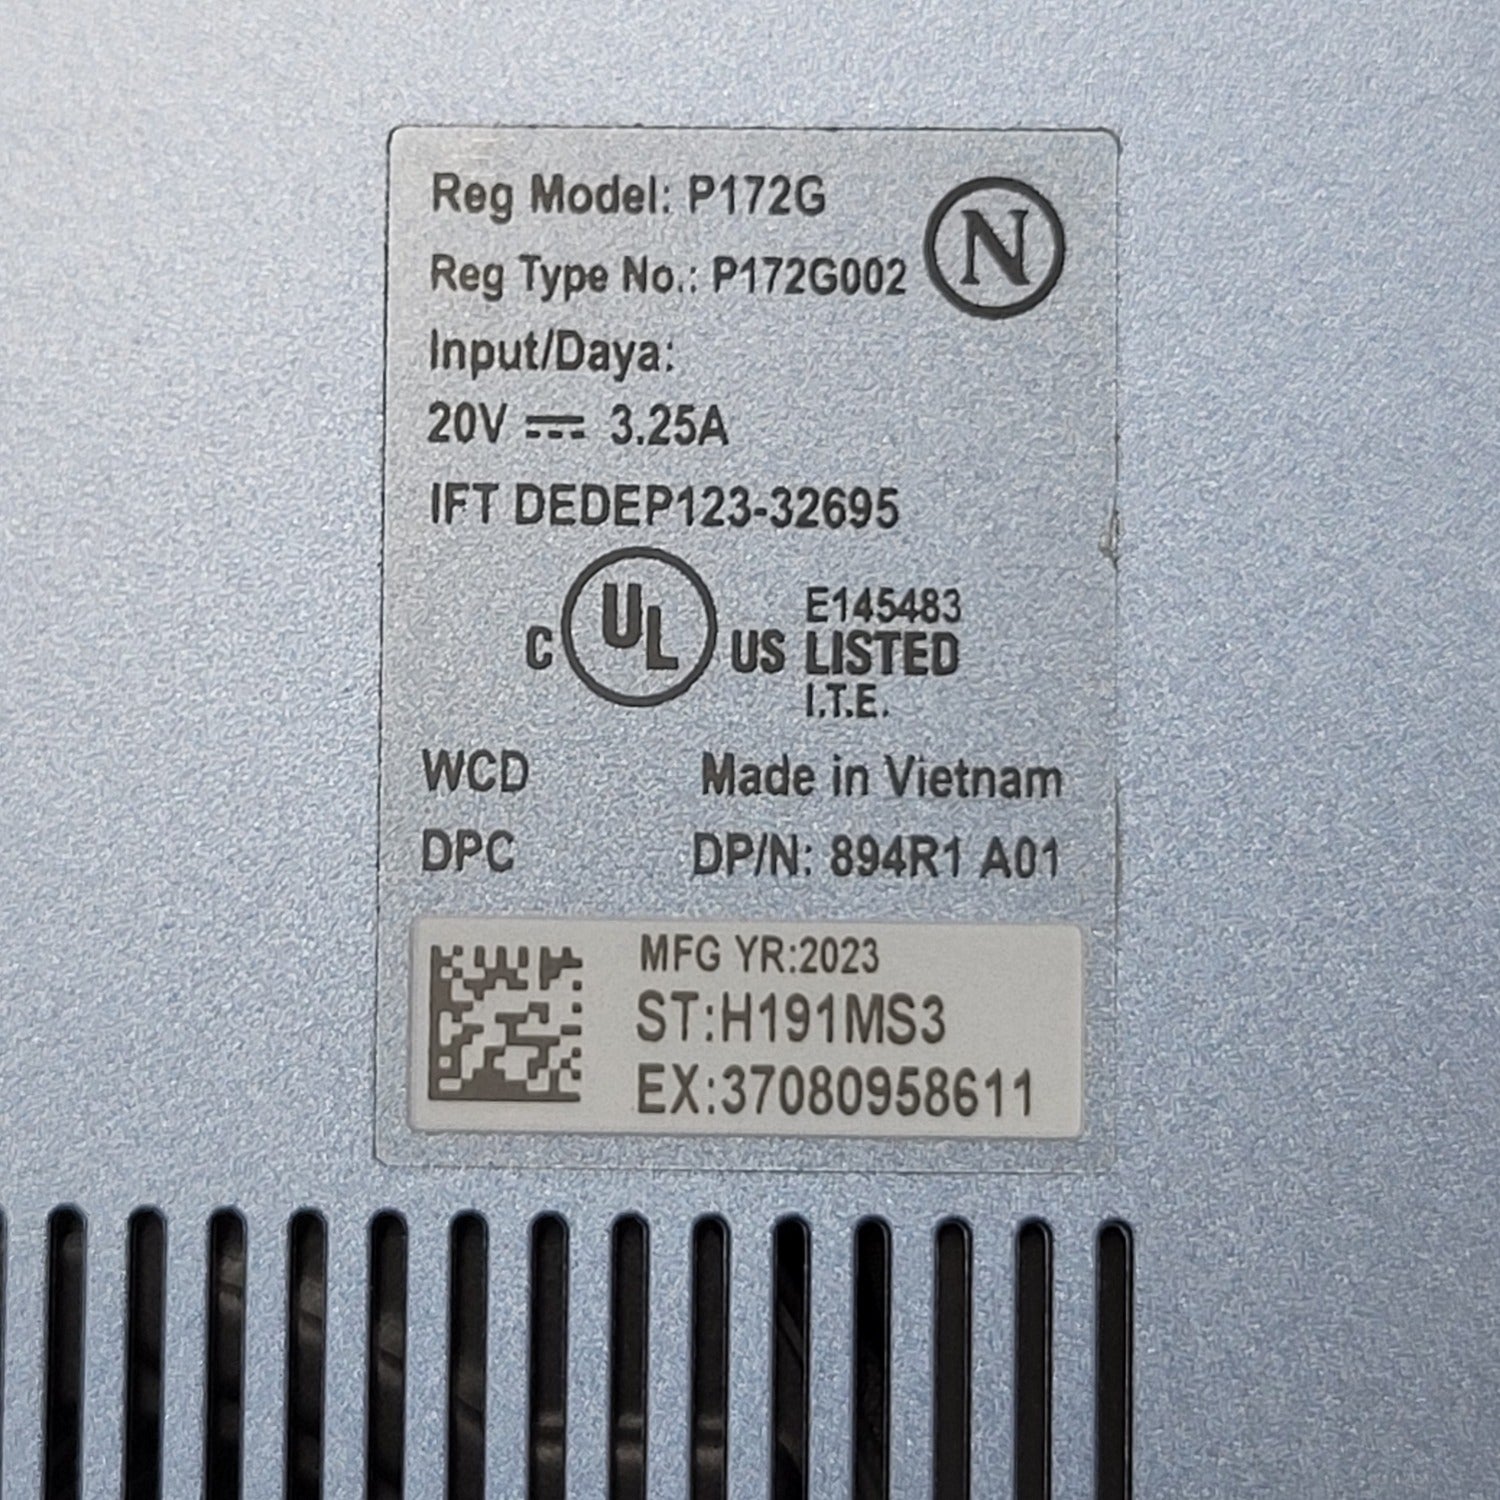 Reg Model: P172G
N
Reg Type No.: P172G002
Input/Daya:
20V ⎓ 3.25A
IFT DEDEP123-32695
C UL US E145483
LISTED
I.T.E.
WCD Made in Vietnam
DPC DP/N: 894R1 A01
MFG YR:2023
ST:H191MS3
EX:37080958611